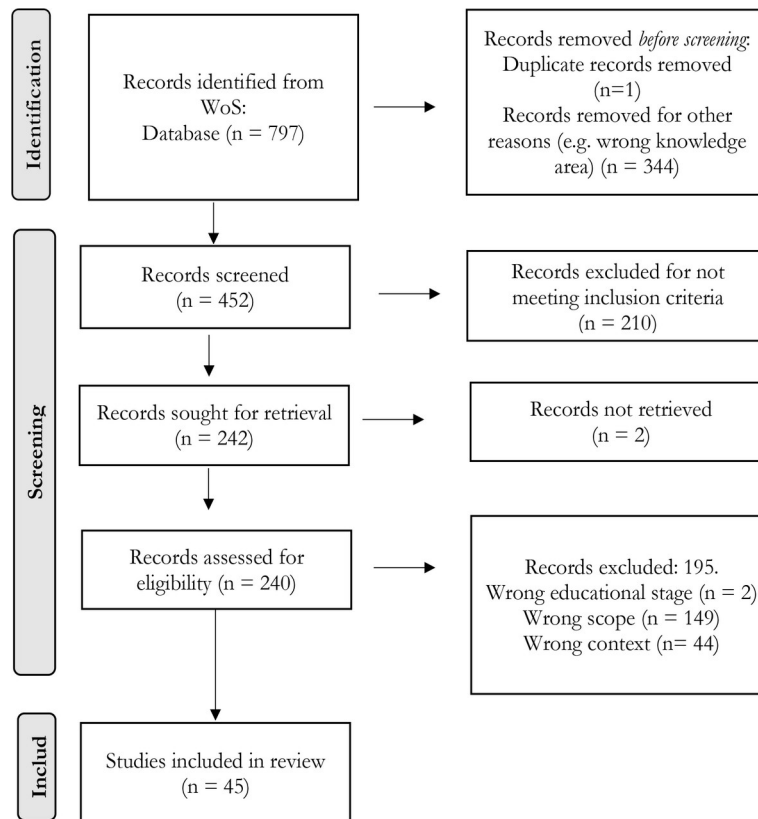 Identification
Records identified from
WoS:
Database (n = 797)
Records removed before screening:
Duplicate records removed
(n=1)
Records removed for other
reasons (e.g. wrong knowledge
area) (n = 344)
Screening
Records screened
(n = 452)
Records excluded for not
meeting inclusion criteria
(n = 210)
Records sought for retrieval
(n = 242)
Records not retrieved
(n = 2)
Records assessed for
eligibility (n = 240)
Records excluded: 195.
Wrong educational stage (n = 2)
Wrong scope (n = 149)
Wrong context (n= 44)
Includ
Studies included in review
(n = 45)